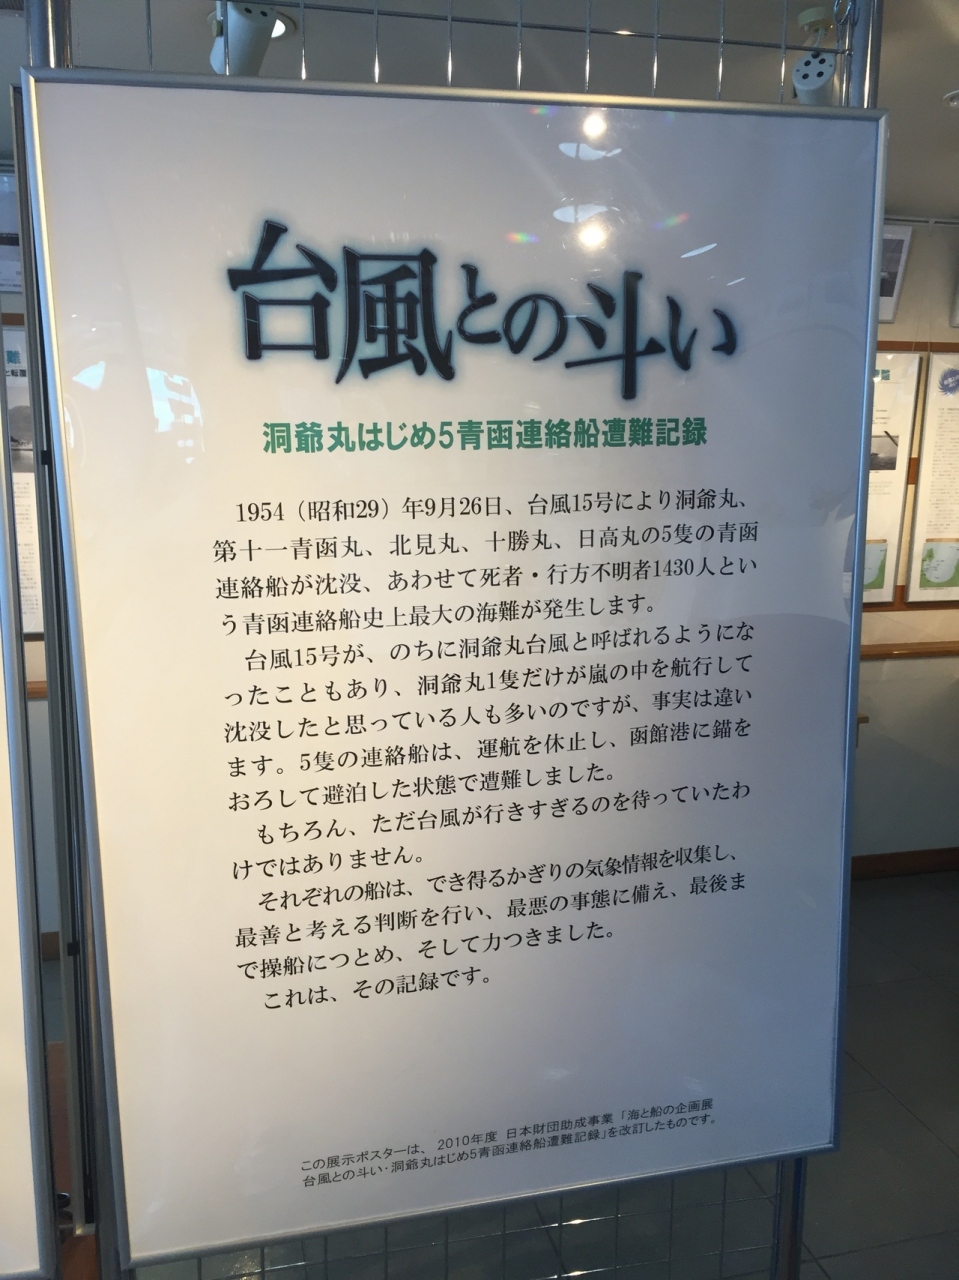 台風との斗い
洞爺丸はじめ5青函連絡船遭難記録
1954（昭和29）年9月26日、台風15号により洞爺丸、
第十一青函丸、北見丸、十勝丸、日高丸の5隻の青函
連絡船が沈没、あわせて死者・行方不明者1430人とい
う青函連絡船史上最大の海難が発生します。
台風15号が、のちに洞爺丸台風と呼ばれるようにな
ったこともあり、洞爺丸1隻だけが嵐の中を航行して
沈没したと思っている人も多いのですが、事実は違い
ます。5隻の連絡船は、運航を休止し、函館港に錨を
おろして避泊した状態で遭難しました。
もちろん、ただ台風が行きすぎるのを待っていたわ
けではありません。
それぞれの船は、でき得るかぎりの気象情報を収集し、
最善と考える判断を行い、最悪の事態に備え、最後ま
で操船につとめ、そして力つきました。
これは、その記録です。
この展示ポスターは、2010年度 日本財団助成事業「海と船の企画展
台風との斗い・洞爺丸はじめ5青函連絡船遭難記録」を改訂したものです。